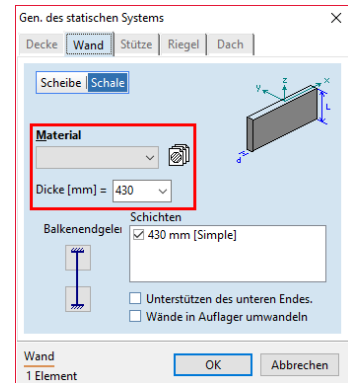 Gen. des statischen Systems
Decke Wand Stütze Riegel Dach
Scheibe Schale
z
y x
L
d
Material
Dicke [mm] = 430
Schichten
Balkenendgeler
430 mm [Simple]
Unterstützen des unteren Endes.
Wände in Auflager umwandeln
Wand
1 Element
OK Abbrechen